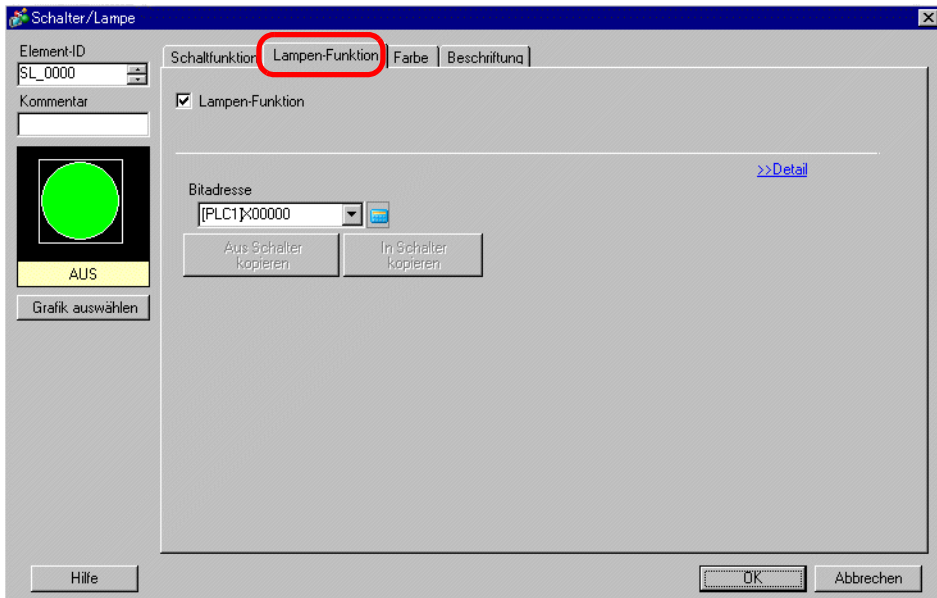 Schalter/Lampe
Element-ID
SL_0000
Kommentar
AUS
Grafik auswählen
Schaltfunktion Lampen-Funktion Farbe Beschriftung
Lampen-Funktion
>>Detail
Bitadresse
[PLC1]X00000
Aus Schalter kopieren
In Schalter kopieren
Hilfe
OK
Abbrechen